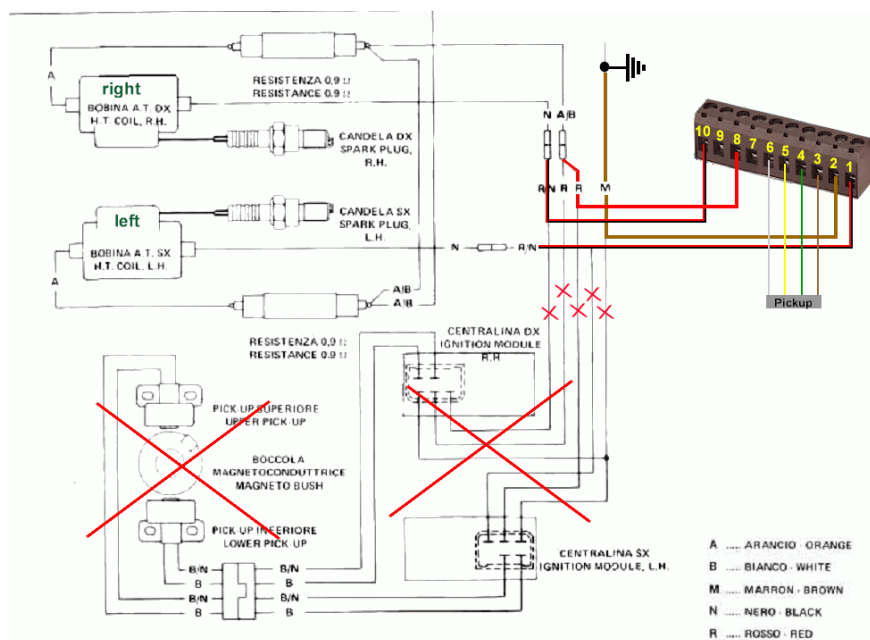 right
BOBINA A.T. DX
H.T. COIL, R.H.
A
RESISTENZA 0,9 Ω
RESISTANCE 0.9 Ω
CANDELA DX
SPARK PLUG,
R.H.
N A/B
R/N R R M
10 9 8 7 6 5 4 3 2 1
Pickup
left
BOBINA A.T. SX
H.T. COIL, L.H.
A
CANDELA SX
SPARK PLUG,
L.H.
N R/N
A/B
A/B
RESISTENZA 0,9 Ω
RESISTANCE 0.9 Ω
CENTRALINA DX
IGNITION MODULE
R.H
PICK-UP SUPERIORE
UPPER PICK-UP
BOCCOLA
MAGNETOCONDUTTRICE
MAGNETO BUSH
PICK-UP INFERIORE
LOWER PICK-UP
B/N B/N
B B
B/N B/N
B B
CENTRALINA SX
IGNITION MODULE, L.H.
A ..... ARANCIO - ORANGE
B ..... BIANCO - WHITE
M ..... MARRON - BROWN
N ..... NERO - BLACK
R ..... ROSSO - RED